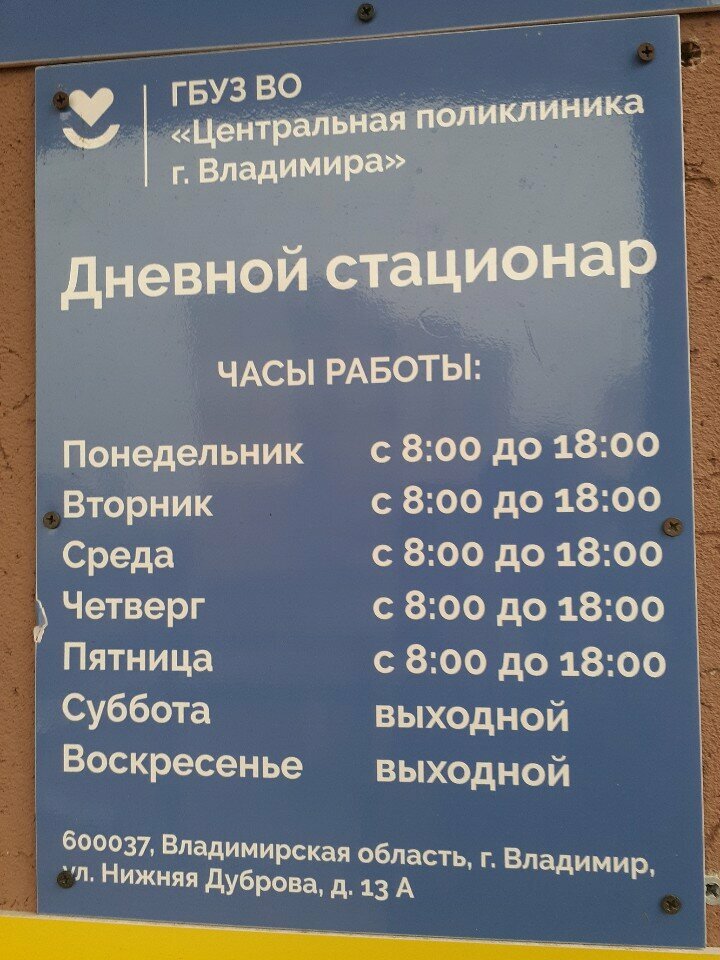 ГБУЗ ВО
«Центральная поликлиника
г. Владимира»
Дневной стационар
ЧАСЫ РАБОТЫ:
Понедельник с 8:00 до 18:00
Вторник с 8:00 до 18:00
Среда с 8:00 до 18:00
Четверг с 8:00 до 18:00
Пятница с 8:00 до 18:00
Суббота выходной
Воскресенье выходной
600037, Владимирская область, г. Владимир,
ул. Нижняя Дуброва, д. 13 А